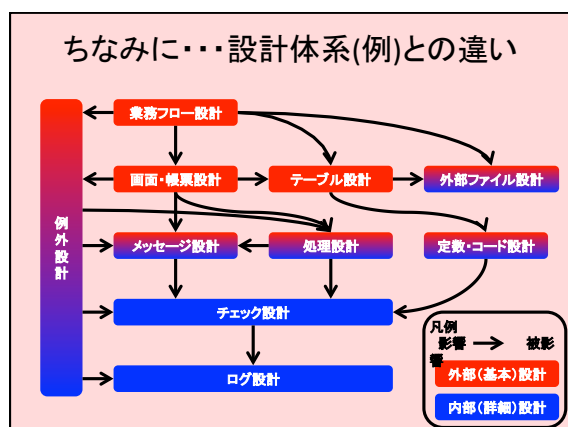 ちなみに・・・設計体系(例)との違い
業務フロー設計
画面・帳票設計
テーブル設計
外部ファイル設計
例外設計
メッセージ設計
処理設計
定数・コード設計
チェック設計
ログ設計
凡例
影響
被影
響
外部(基本)設計
内部(詳細)設計